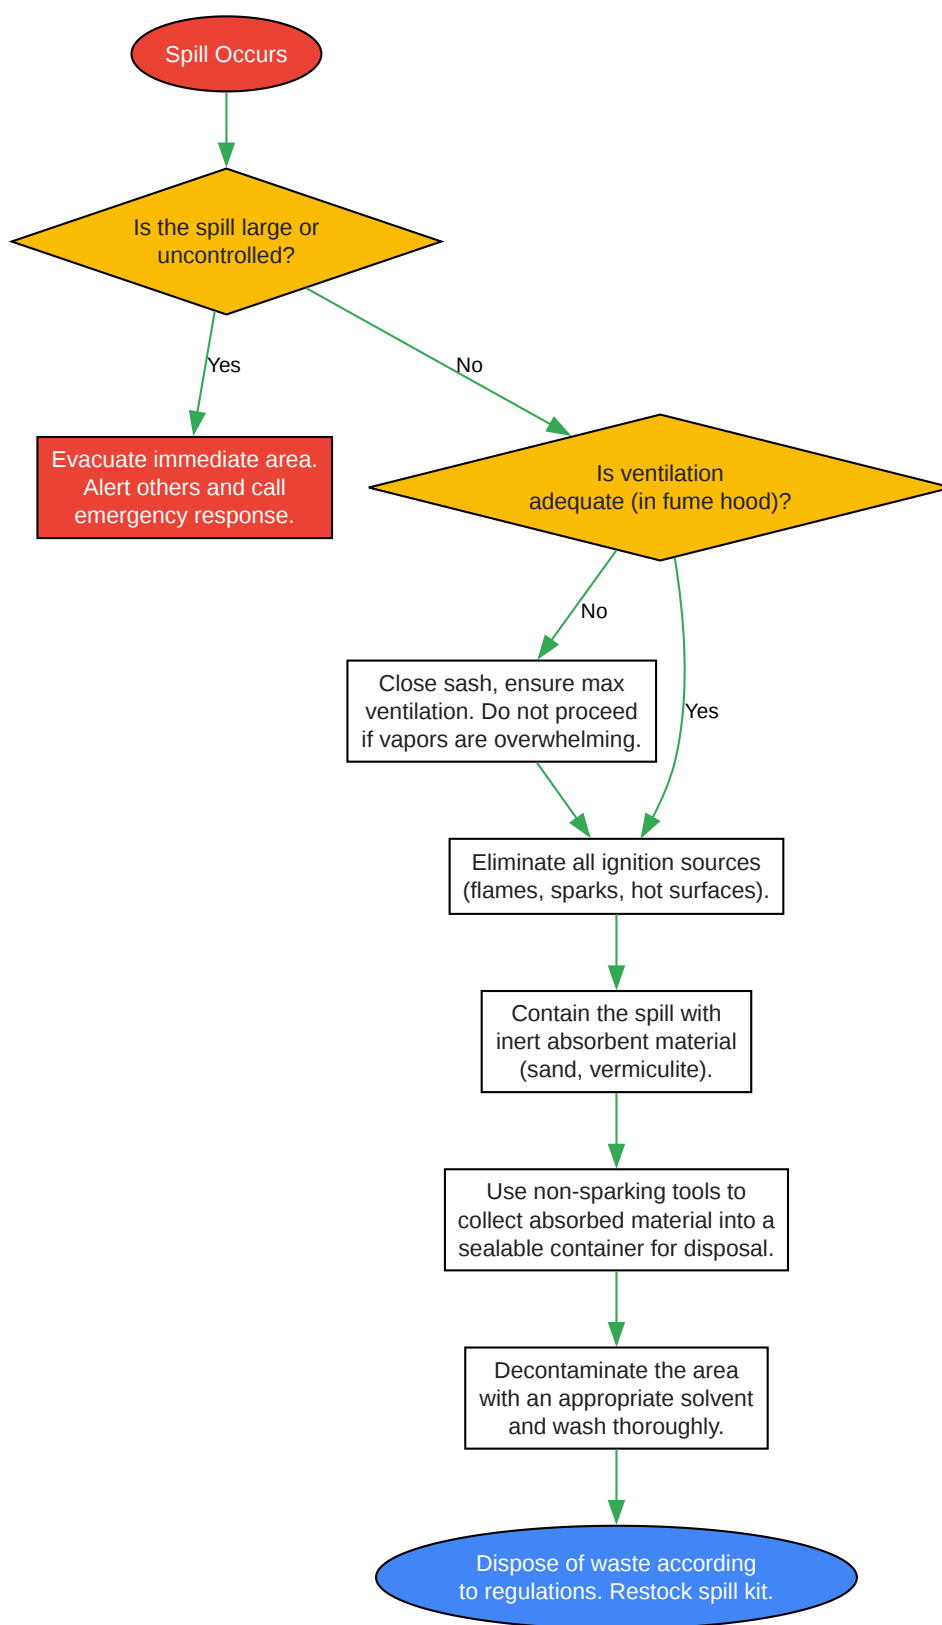 Spill Occurs
Is the spill large or
uncontrolled?
Yes
No
Evacuate immediate area.
Alert others and call
emergency response.
Is ventilation
adequate (in fume hood)?
No
Yes
Close sash, ensure max
ventilation. Do not proceed
if vapors are overwhelming.
Eliminate all ignition sources
(flames, sparks, hot surfaces).
Contain the spill with
inert absorbent material
(sand, vermiculite).
Use non-sparking tools to
collect absorbed material into a
sealable container for disposal.
Decontaminate the area
with an appropriate solvent
and wash thoroughly.
Dispose of waste according
to regulations. Restock spill kit.